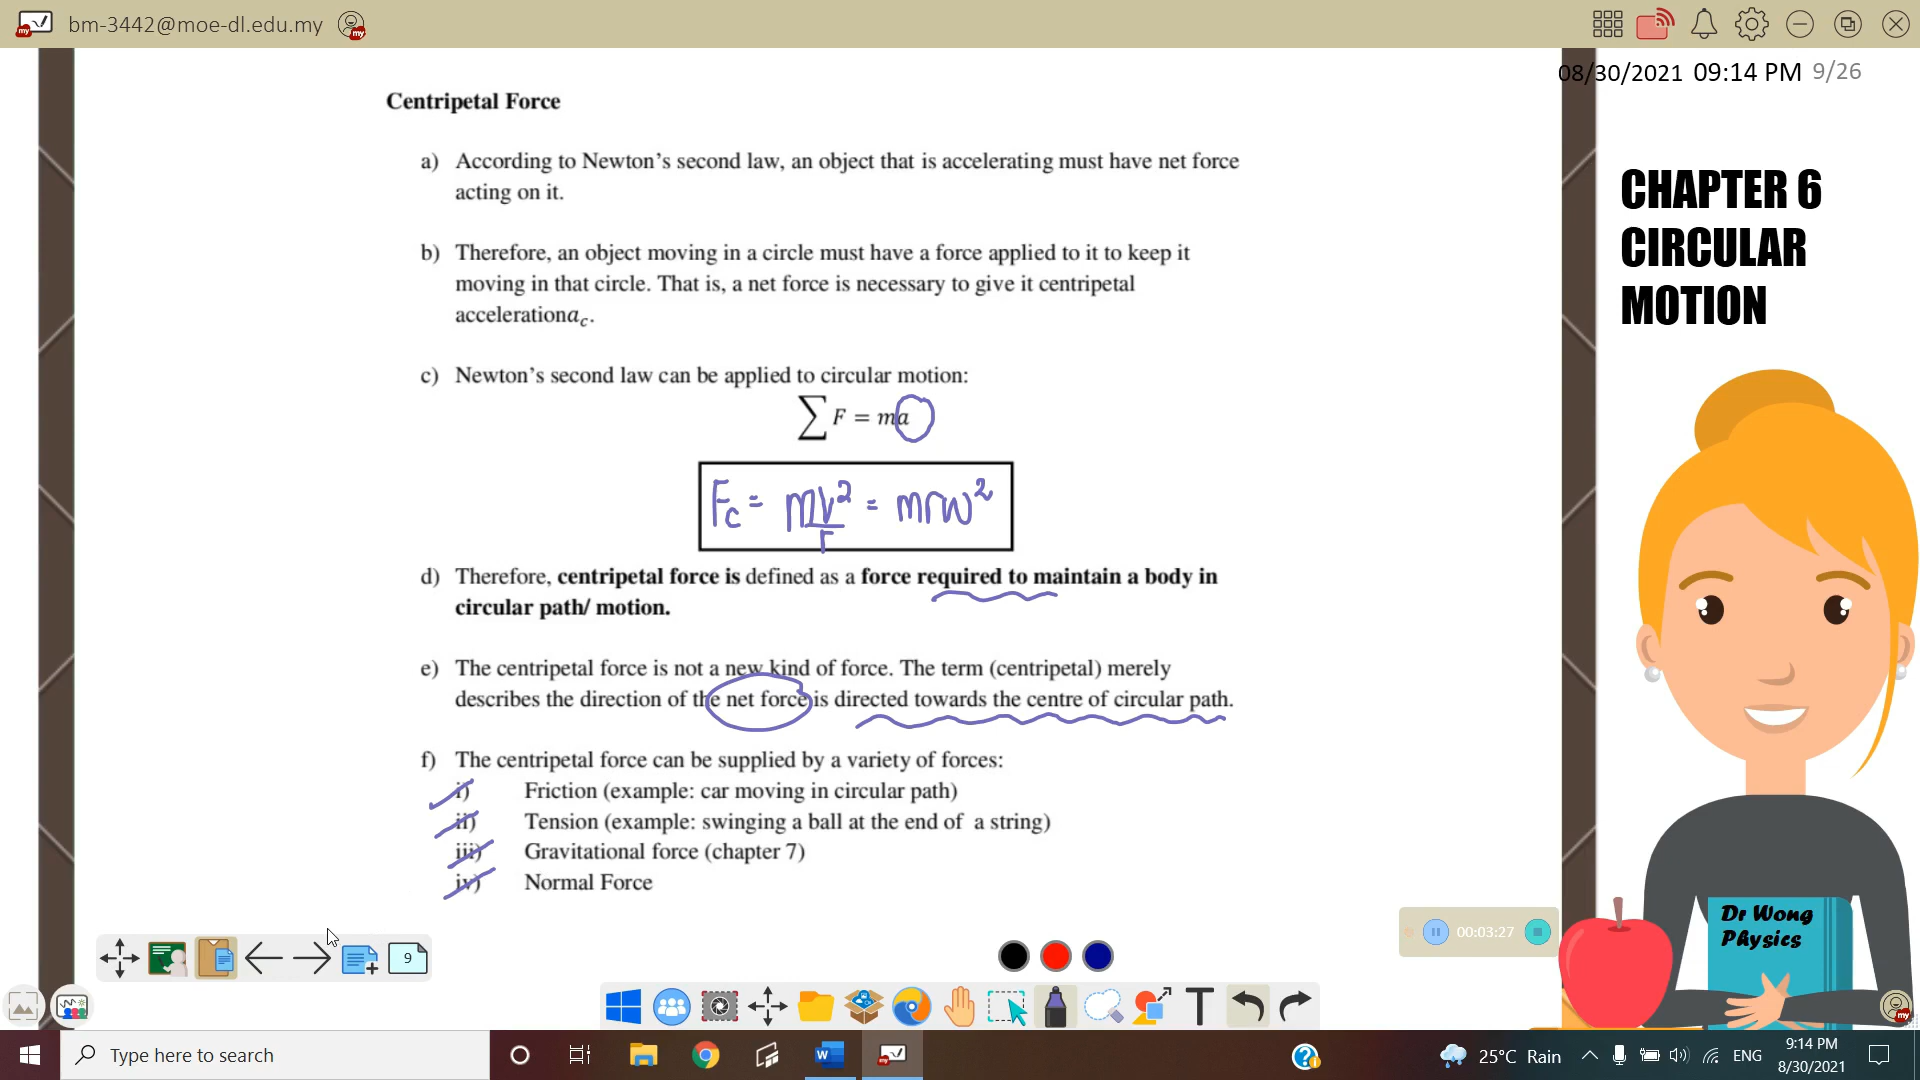 bm-3442@moe-dl.edu.my
08/30/2021 09:14 PM 9/26
Centripetal Force
a) According to Newton's second law, an object that is accelerating must have net force
acting on it.
b) Therefore, an object moving in a circle must have a force applied to it to keep it
moving in that circle. That is, a net force is necessary to give it centripetal
accelerationa_c.
c) Newton's second law can be applied to circular motion:
∑ F = ma
Fc = mv²/r = mrw²
d) Therefore, centripetal force is defined as a force required to maintain a body in
circular path/ motion.
e) The centripetal force is not a new kind of force. The term (centripetal) merely
describes the direction of the net force is directed towards the centre of circular path.
f) The centripetal force can be supplied by a variety of forces:
i) Friction (example: car moving in circular path)
ii) Tension (example: swinging a ball at the end of a string)
iii) Gravitational force (chapter 7)
iv) Normal Force
CHAPTER 6
CIRCULAR
MOTION
Dr Wong
Physics
00:03:27
9
T
Type here to search
25°C Rain
ENG
9:14 PM
8/30/2021